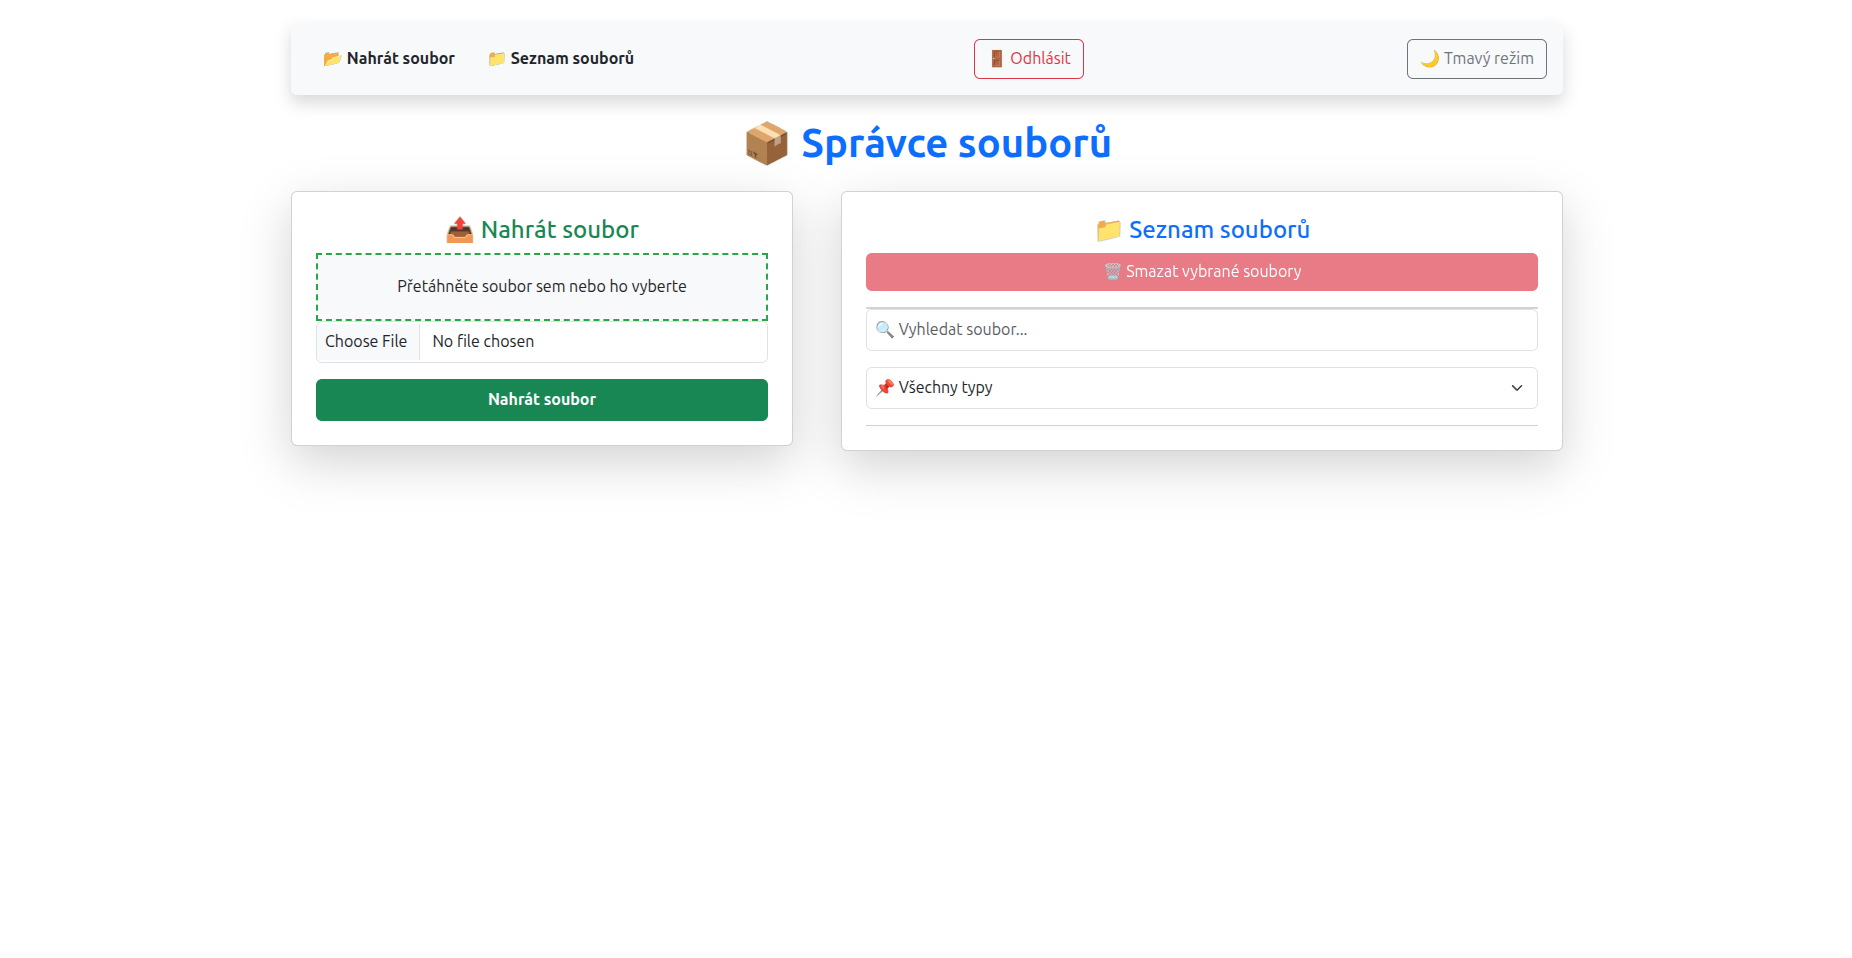 📂 Nahrát soubor
📁 Seznam souborů
🚪 Odhlásit
🌙 Tmavý režim
📦 Správce souborů
📤 Nahrát soubor
Přetáhněte soubor sem nebo ho vyberte
Choose File
No file chosen
Nahrát soubor
📁 Seznam souborů
🗑️ Smazat vybrané soubory
🔍 Vyhledat soubor...
📌 Všechny typy